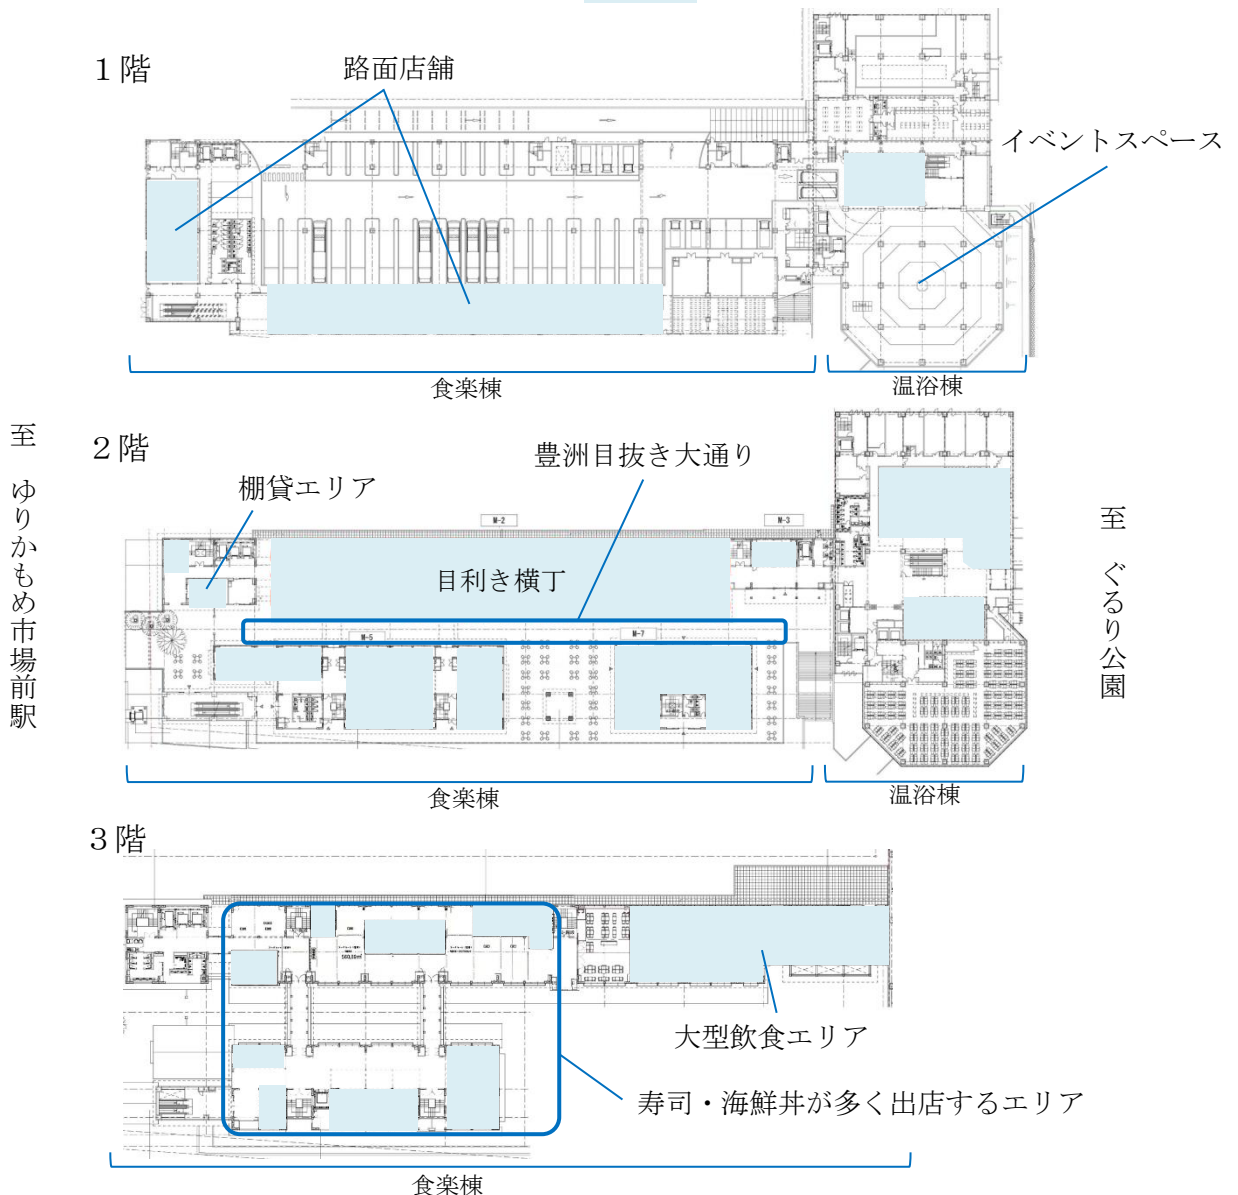 １階
路面店舗
イベントスペース
食楽棟
温浴棟
至　ゆりかもめ市場前駅
２階
棚貸エリア
豊洲目抜き大通り
M-2
M-3
目利き横丁
M-5
M-7
至　ぐるり公園
食楽棟
温浴棟
３階
大型飲食エリア
寿司・海鮮丼が多く出店するエリア
食楽棟